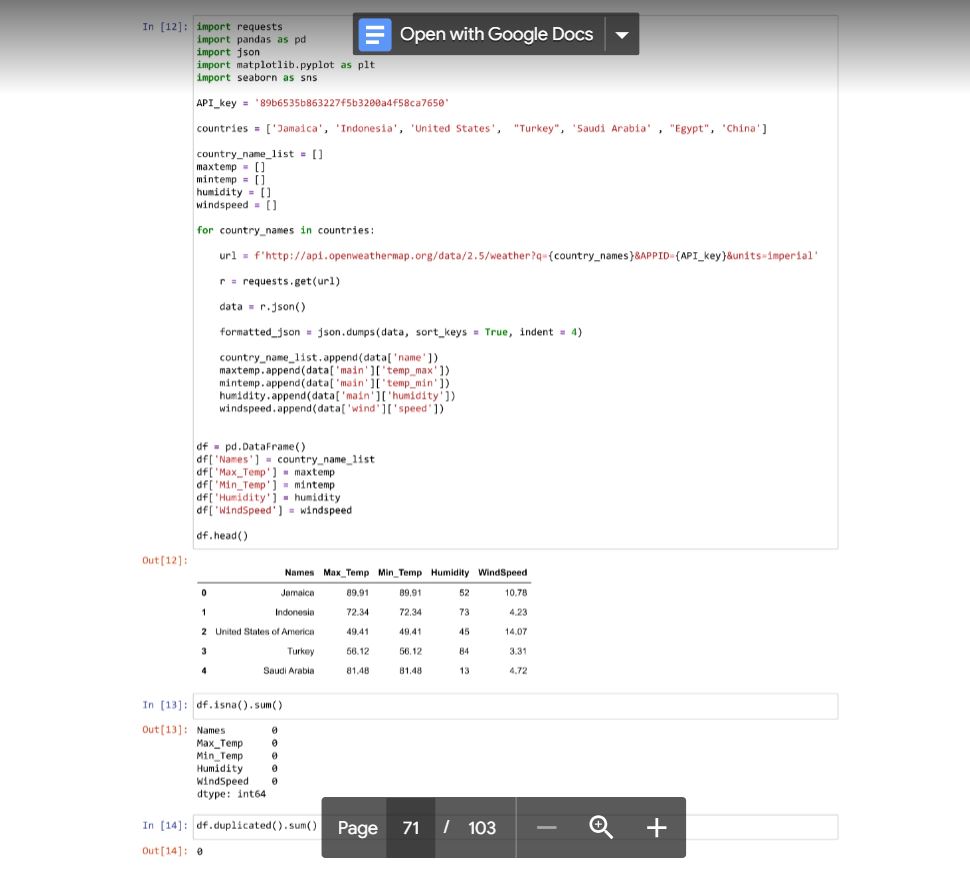 Open with Google Docs
In [12]: import requests
import pandas as pd
import json
import matplotlib.pyplot as plt
import seaborn as sns
API_key = '89b6535b863227f5b3200a4f58ca7650'
countries = ['Jamaica', 'Indonesia', 'United States', "Turkey", 'Saudi Arabia' , "Egypt", 'China']
country_name_list = []
maxtemp = []
mintemp = []
humidity = []
windspeed = []
for country_names in countries:
url = f'http://api.openweathermap.org/data/2.5/weather?q={country_names}&APPID={API_key}&units=imperial'
r = requests.get(url)
data = r.json()
formatted_json = json.dumps(data, sort_keys = True, indent = 4)
country_name_list.append(data['name'])
maxtemp.append(data['main']['temp_max'])
mintemp.append(data['main']['temp_min'])
humidity.append(data['main']['humidity'])
windspeed.append(data['wind']['speed'])
df = pd.DataFrame()
df['Names'] = country_name_list
df['Max_Temp'] = maxtemp
df['Min_Temp'] = mintemp
df['Humidity'] = humidity
df['WindSpeed'] = windspeed
df.head()
Out[12]:
Names Max_Temp Min_Temp Humidity WindSpeed
0 Jamaica 89.91 89.91 52 10.78
1 Indonesia 72.34 72.34 73 4.23
2 United States of America 49.41 49.41 45 14.07
3 Turkey 56.12 56.12 84 3.31
4 Saudi Arabia 81.48 81.48 13 4.72
In [13]: df.isna().sum()
Out[13]: Names 0
Max_Temp 0
Min_Temp 0
Humidity 0
WindSpeed 0
dtype: int64
In [14]: df.duplicated().sum()
Out[14]: 0
Page 71 / 103